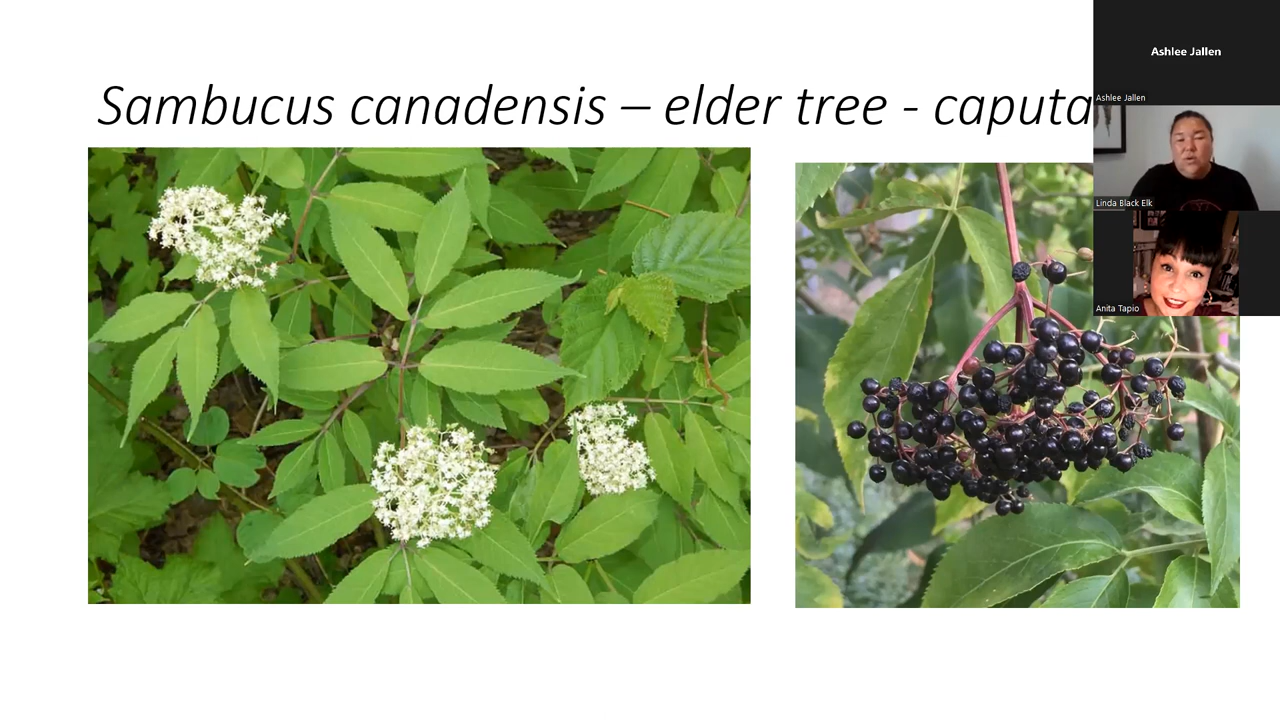 Sambucus canadensis – elder tree - caputa
Ashlee Jallen
Ashlee Jallen
Linda Black Elk
Anita Tapio